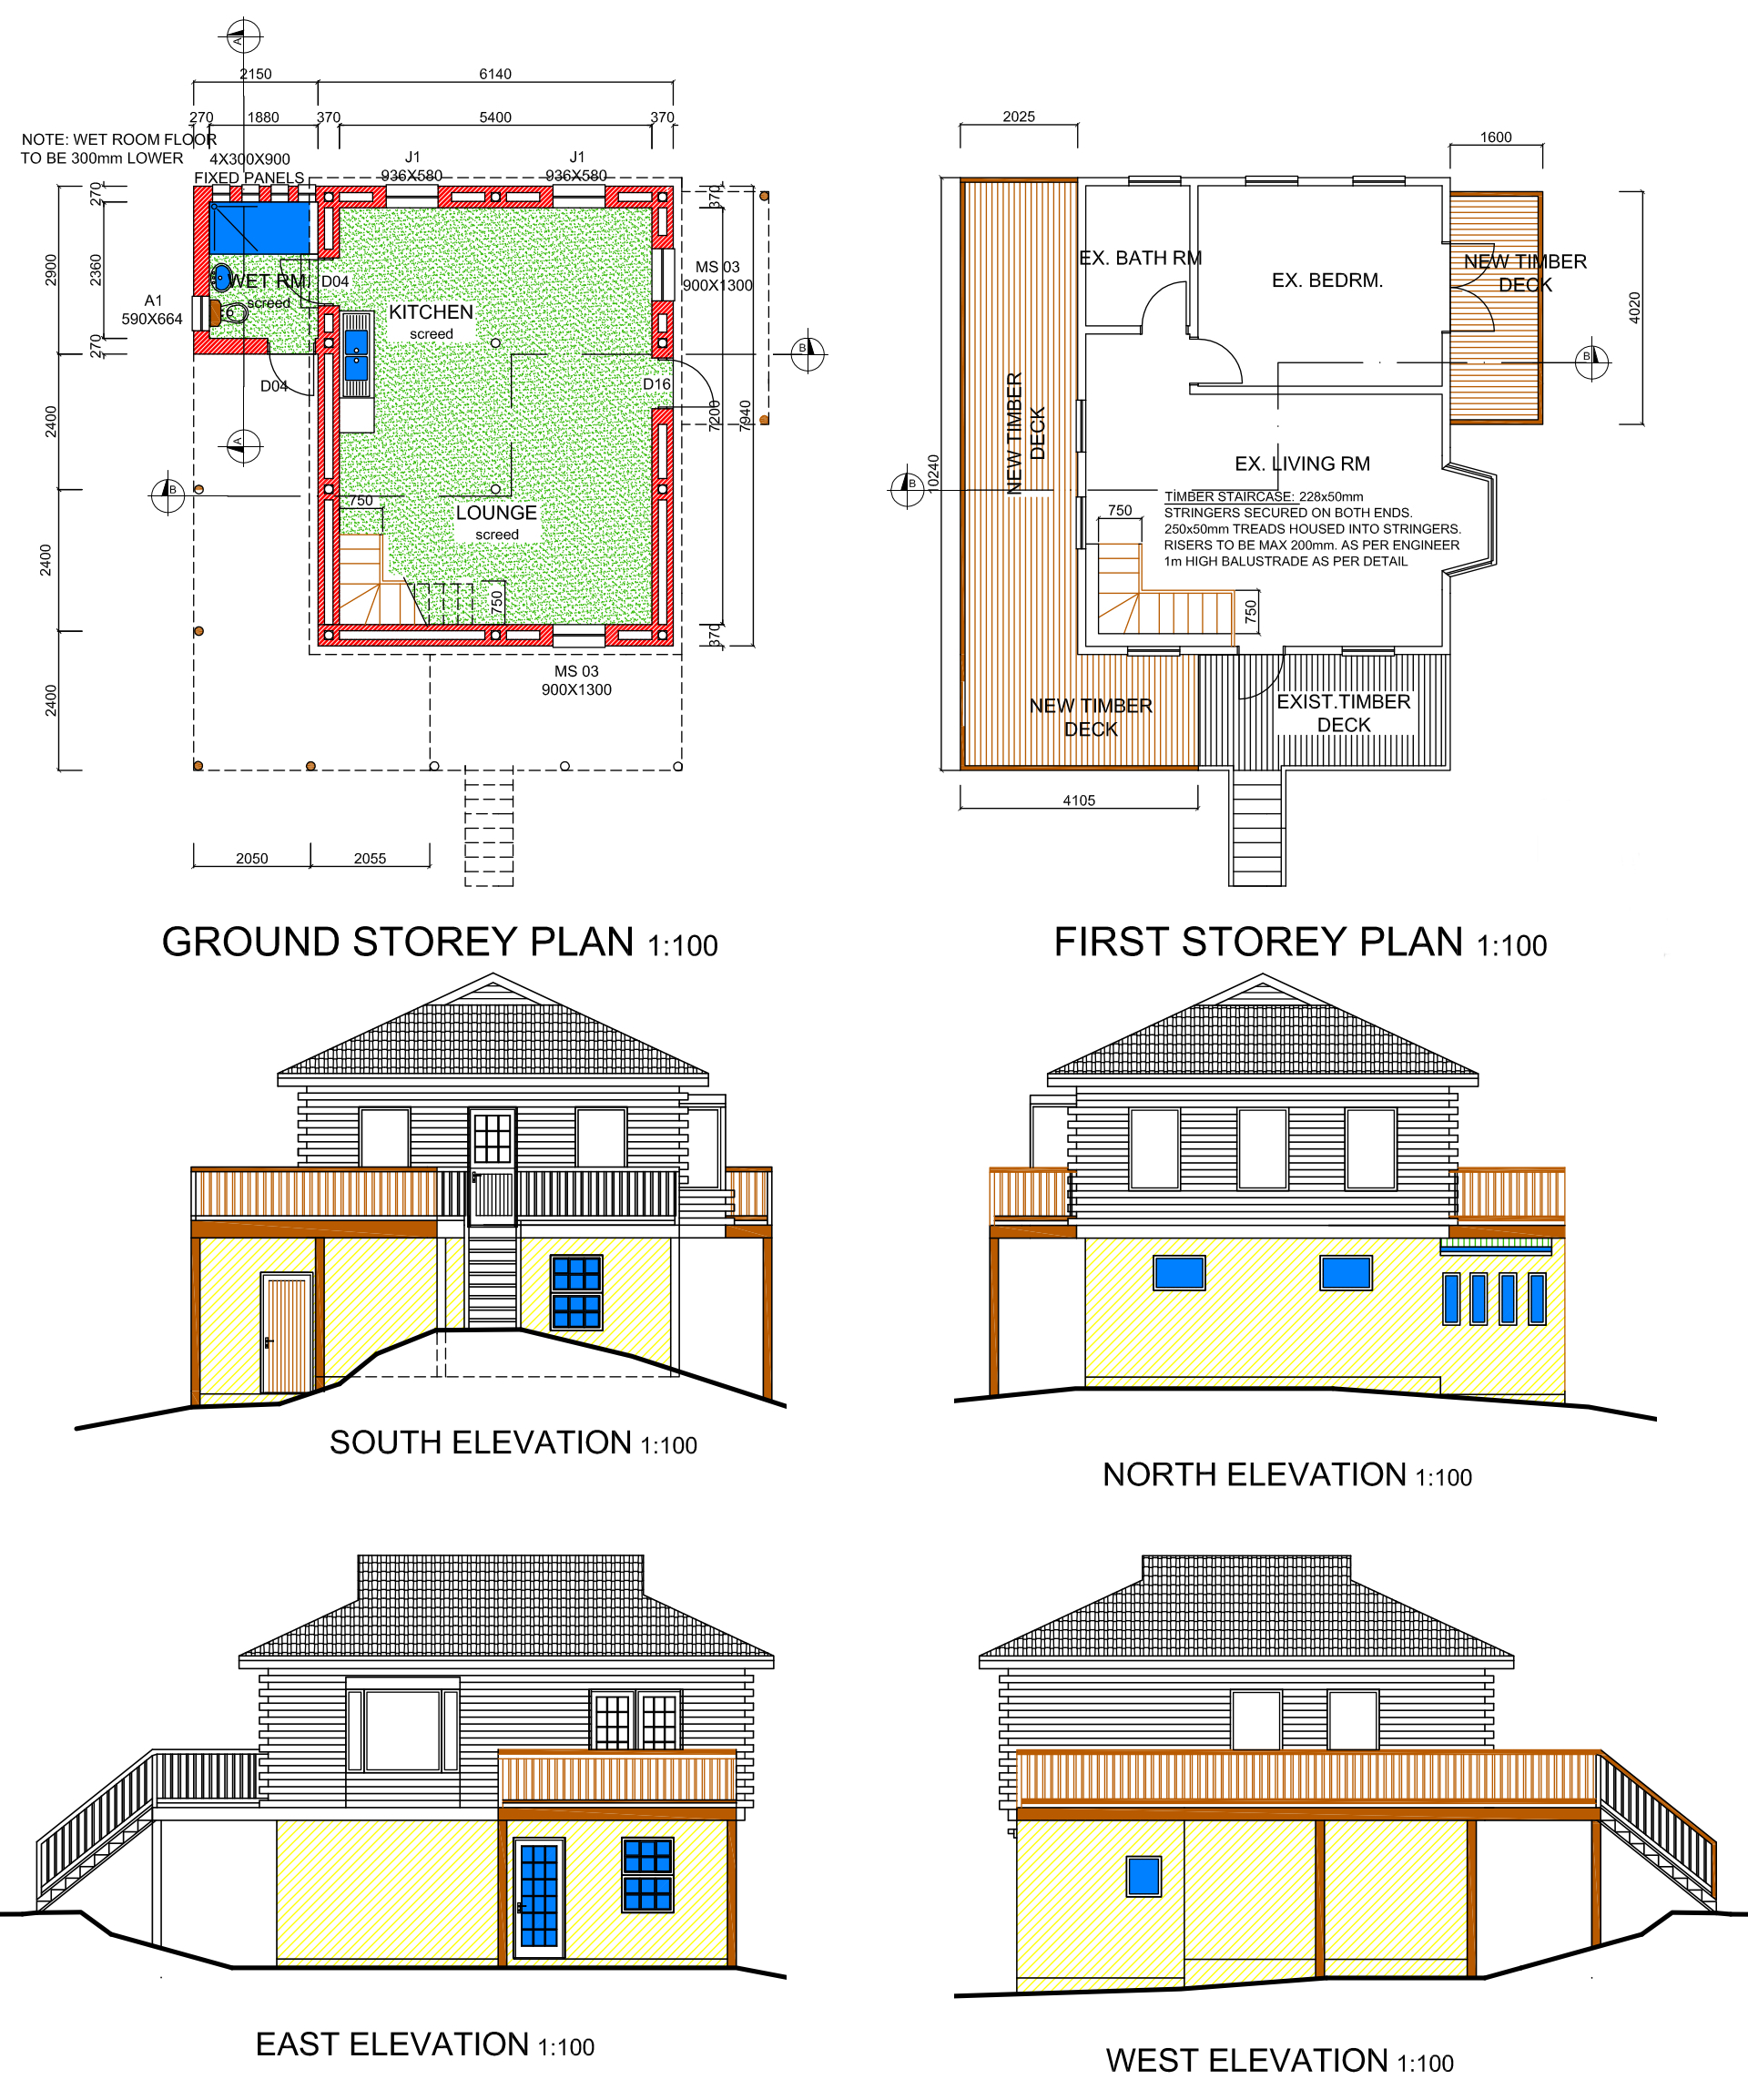 A
2150
6140
2025
270
1880
370
5400
370
1600
NOTE: WET ROOM FLOOR
TO BE 300mm LOWER
4X300X900
FIXED PANELS
J1
936X580
J1
936X580
270
370
2900
2360
WET RM
screed
D04
A1
590X664
270
KITCHEN
screed
MS 03
900X1300
B
D04
D16
7200
7940
2400
A
B
750
LOUNGE
screed
2400
750
370
MS 03
900X1300
2400
2050
2055
EX. BATH RM
EX. BEDRM.
NEW TIMBER
DECK
4020
B
NEW TIMBER
DECK
10240
B
EX. LIVING RM
TIMBER STAIRCASE: 228x50mm
STRINGERS SECURED ON BOTH ENDS.
250x50mm TREADS HOUSED INTO STRINGERS.
RISERS TO BE MAX 200mm. AS PER ENGINEER
1m HIGH BALUSTRADE AS PER DETAIL
750
750
NEW TIMBER
DECK
EXIST.TIMBER
DECK
4105
GROUND STOREY PLAN 1:100
FIRST STOREY PLAN 1:100
SOUTH ELEVATION 1:100
NORTH ELEVATION 1:100
EAST ELEVATION 1:100
WEST ELEVATION 1:100